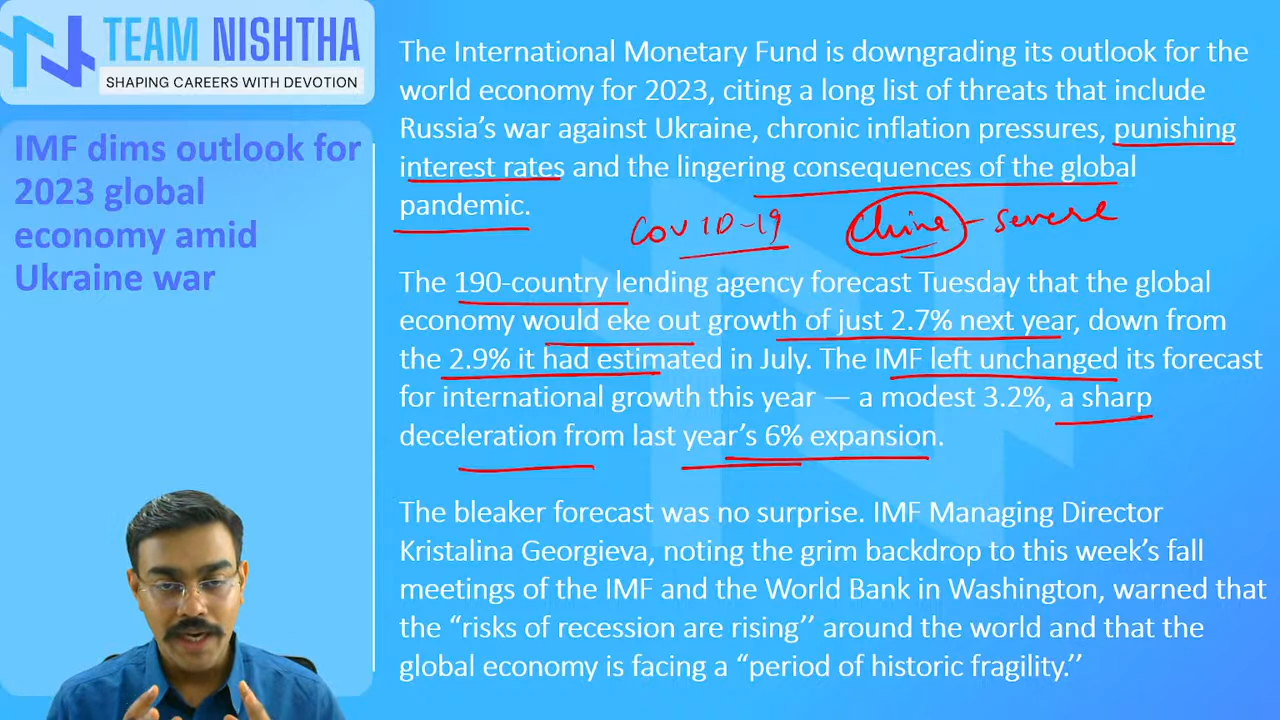 TEAM NISHTHA
SHAPING CAREERS WITH DEVOTION
IMF dims outlook for
2023 global
economy amid
Ukraine war
The International Monetary Fund is downgrading its outlook for the
world economy for 2023, citing a long list of threats that include
Russia's war against Ukraine, chronic inflation pressures, punishing
interest rates and the lingering consequences of the global
pandemic.
COVID-19 China - severe
The 190-country lending agency forecast Tuesday that the global
economy would eke out growth of just 2.7% next year, down from
the 2.9% it had estimated in July. The IMF left unchanged its forecast
for international growth this year — a modest 3.2%, a sharp
deceleration from last year's 6% expansion.
The bleaker forecast was no surprise. IMF Managing Director
Kristalina Georgieva, noting the grim backdrop to this week's fall
meetings of the IMF and the World Bank in Washington, warned that
the “risks of recession are rising’’ around the world and that the
global economy is facing a “period of historic fragility.’’